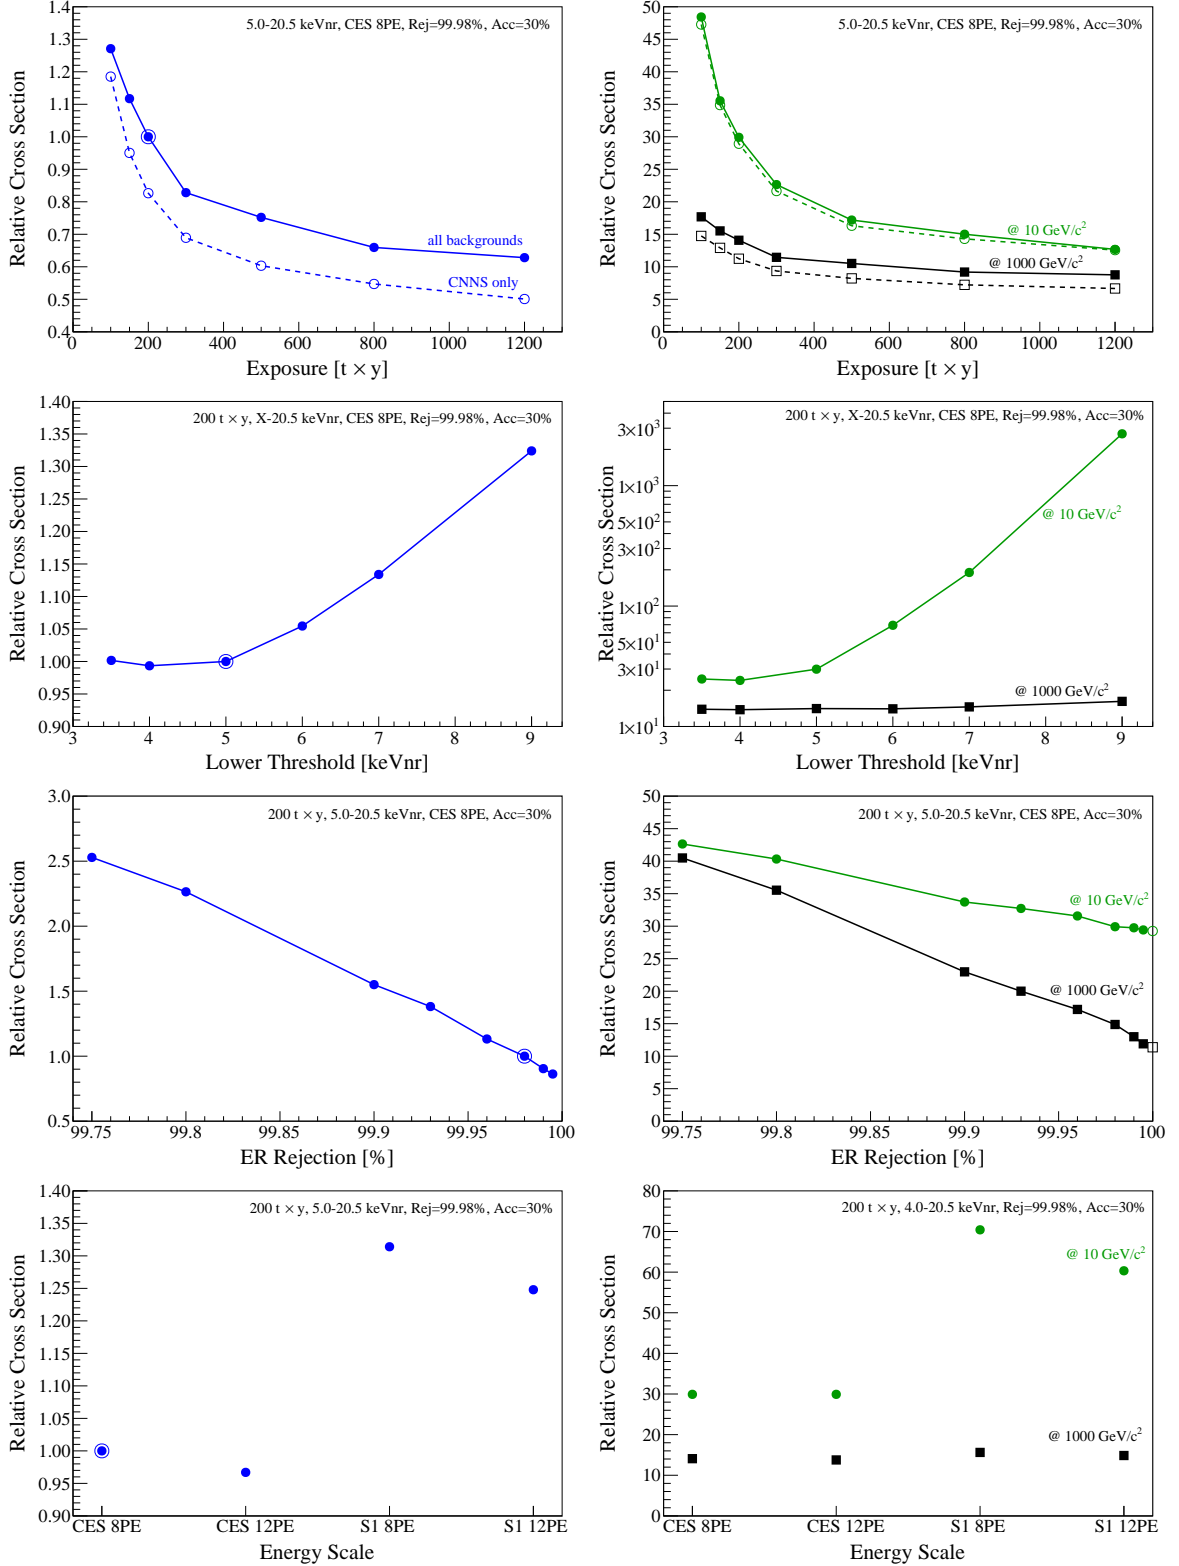 5.0-20.5 keVnr, CES 8PE, Rej=99.98%, Acc=30%
Relative Cross Section
1.4
1.3
1.2
1.1
1.0
0.9
0.8
0.7
0.6
0.5
0.4
all backgrounds
CNNS only
0 200 400 600 800 1000 1200
Exposure [t × y]
5.0-20.5 keVnr, CES 8PE, Rej=99.98%, Acc=30%
Relative Cross Section
50
45
40
35
30
25
20
15
10
5
0
@ 10 GeV/c²
@ 1000 GeV/c²
0 200 400 600 800 1000 1200
Exposure [t × y]
200 t × y, X-20.5 keVnr, CES 8PE, Rej=99.98%, Acc=30%
Relative Cross Section
1.40
1.35
1.30
1.25
1.20
1.15
1.10
1.05
1.00
0.95
0.90
3 4 5 6 7 8 9
Lower Threshold [keVnr]
200 t × y, X-20.5 keVnr, CES 8PE, Rej=99.98%, Acc=30%
Relative Cross Section
3×10³
1×10³
5×10²
3×10²
1×10²
5×10¹
3×10¹
1×10¹
@ 10 GeV/c²
@ 1000 GeV/c²
3 4 5 6 7 8 9
Lower Threshold [keVnr]
200 t × y, 5.0-20.5 keVnr, CES 8PE, Acc=30%
Relative Cross Section
3.0
2.5
2.0
1.5
1.0
0.5
99.75 99.8 99.85 99.9 99.95 100
ER Rejection [%]
200 t × y, 5.0-20.5 keVnr, CES 8PE, Acc=30%
Relative Cross Section
50
45
40
35
30
25
20
15
10
5
0
@ 10 GeV/c²
@ 1000 GeV/c²
99.75 99.8 99.85 99.9 99.95 100
ER Rejection [%]
200 t × y, 5.0-20.5 keVnr, Rej=99.98%, Acc=30%
Relative Cross Section
1.40
1.35
1.30
1.25
1.20
1.15
1.10
1.05
1.00
0.95
0.90
CES 8PE CES 12PE S1 8PE S1 12PE
Energy Scale
200 t × y, 4.0-20.5 keVnr, Rej=99.98%, Acc=30%
Relative Cross Section
80
70
60
50
40
30
20
10
0
@ 10 GeV/c²
@ 1000 GeV/c²
CES 8PE CES 12PE S1 8PE S1 12PE
Energy Scale